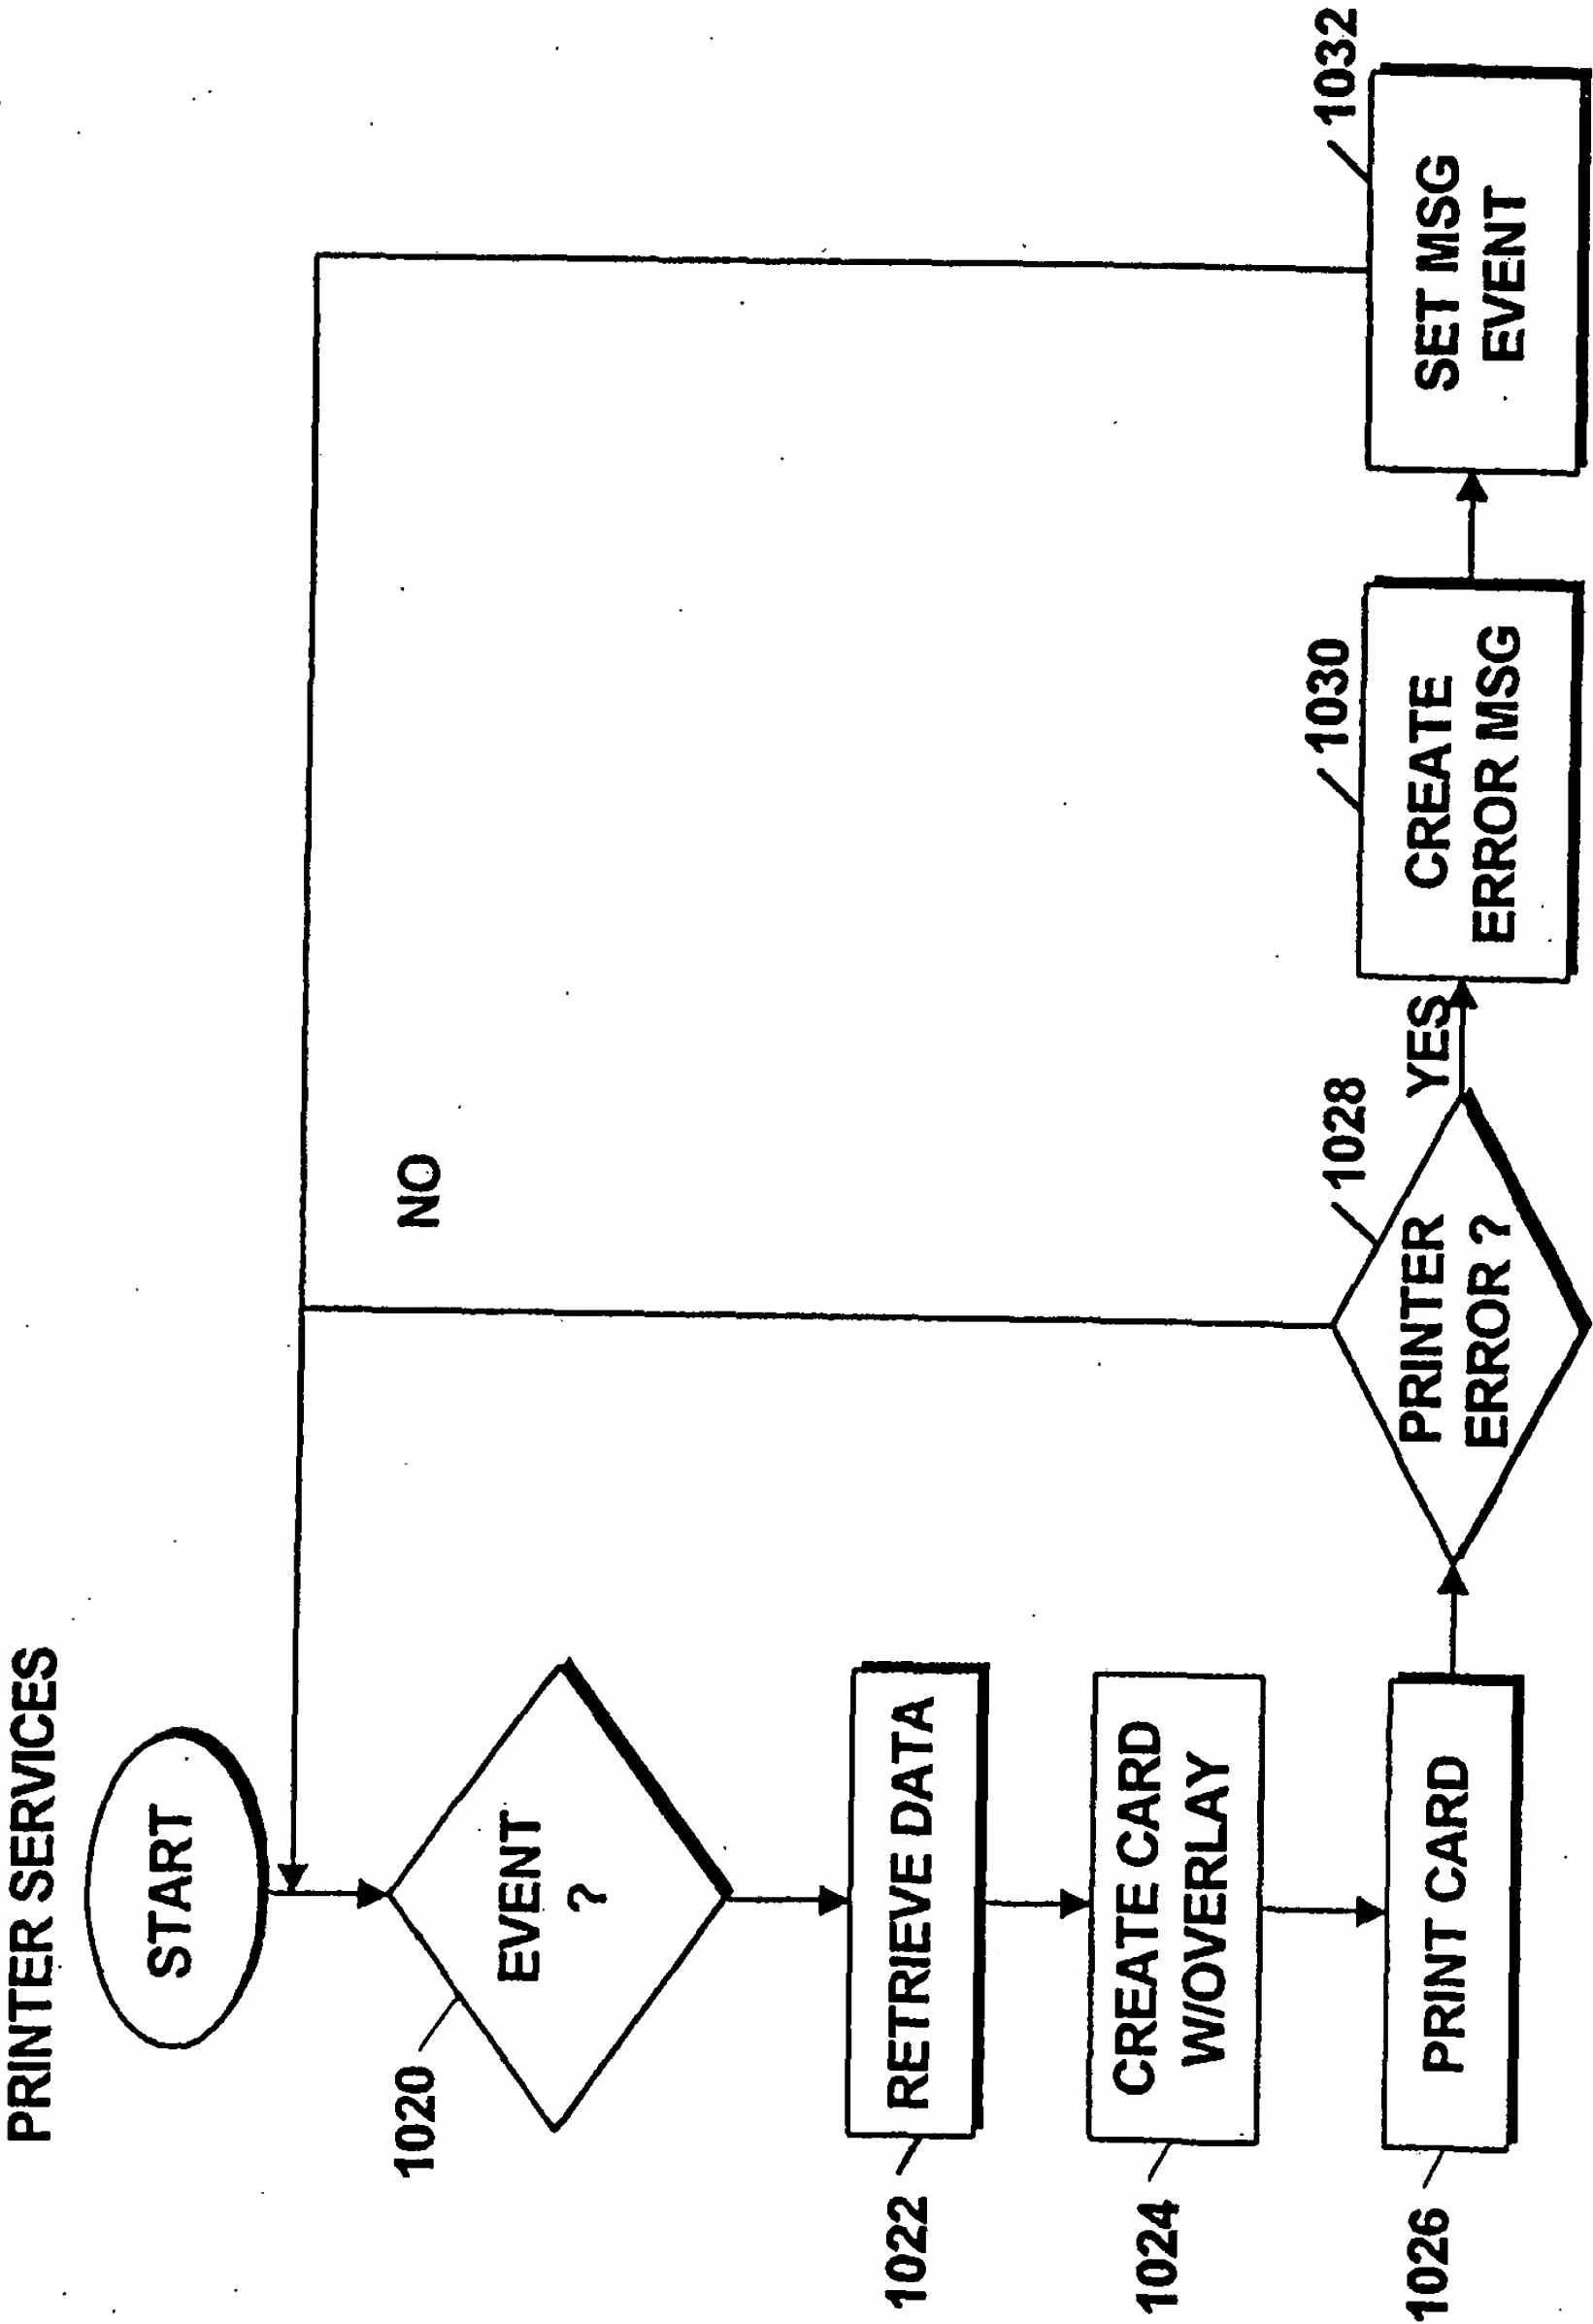 PRINTER SERVICES
START
1020
EVENT
?
1022
RETRIEVE DATA
1024
CREATE CARD
W/OVERLAY
1026
PRINT CARD
1028
PRINTER
ERROR ?
NO
YES
1030
CREATE
ERROR MSG
1032
SET MSG
EVENT